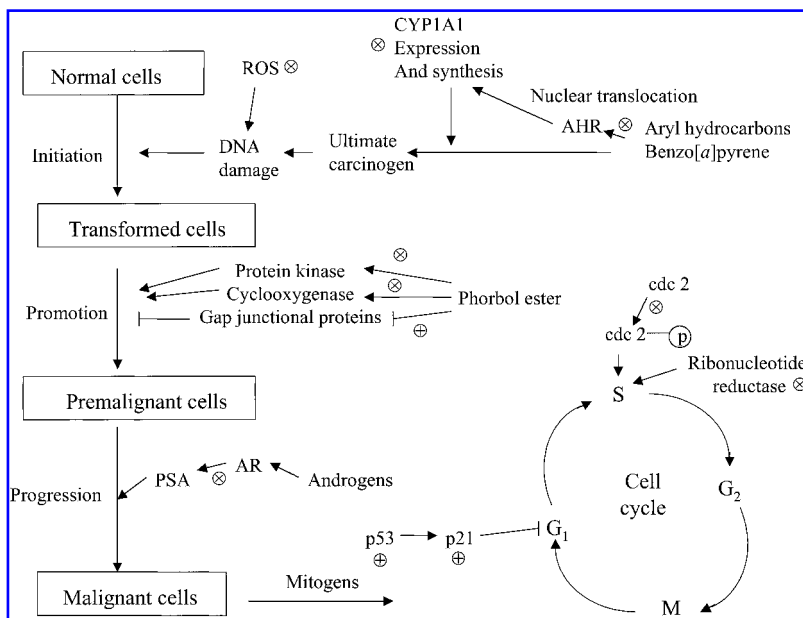 CYP1A1
⊗ Expression
And synthesis
Normal cells
ROS ⊗
Nuclear translocation
AHR ⊗
Aryl hydrocarbons
Benzo[a]pyrene
Initiation
DNA
damage
Ultimate
carcinogen
Transformed cells
Promotion
Protein kinase ⊗
Cyclooxygenase ⊗
Gap junctional proteins ⊕
Phorbol ester
cdc 2
⊗
cdc 2 p
Ribonucleotide
reductase ⊗
Premalignant cells
S
G2
Cell
cycle
G1
M
Progression
PSA
⊗
AR
Androgens
p53
⊕
p21
⊕
Malignant cells
Mitogens